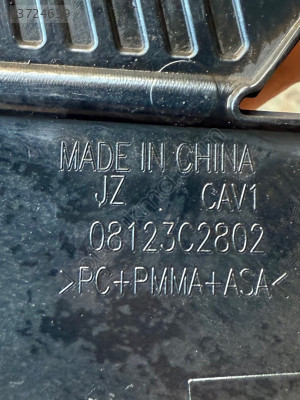 MADE IN CHINA
JZ CAV1
08123C2802
>PC+PMMA+ASA<